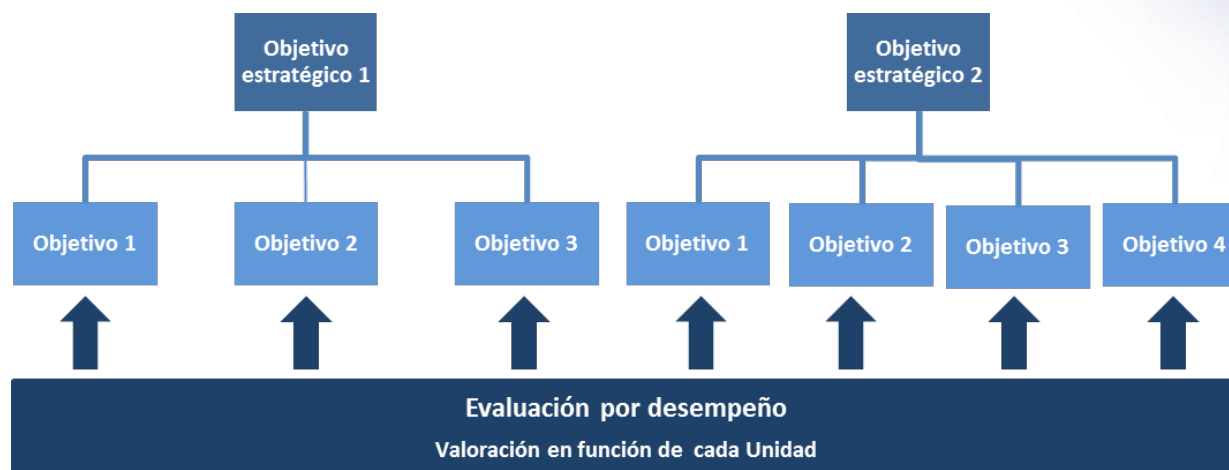 Objetivo
estratégico 1
Objetivo
estratégico 2
Objetivo 1
Objetivo 2
Objetivo 3
Objetivo 1
Objetivo 2
Objetivo 3
Objetivo 4
Evaluación por desempeño
Valoración en función de cada Unidad